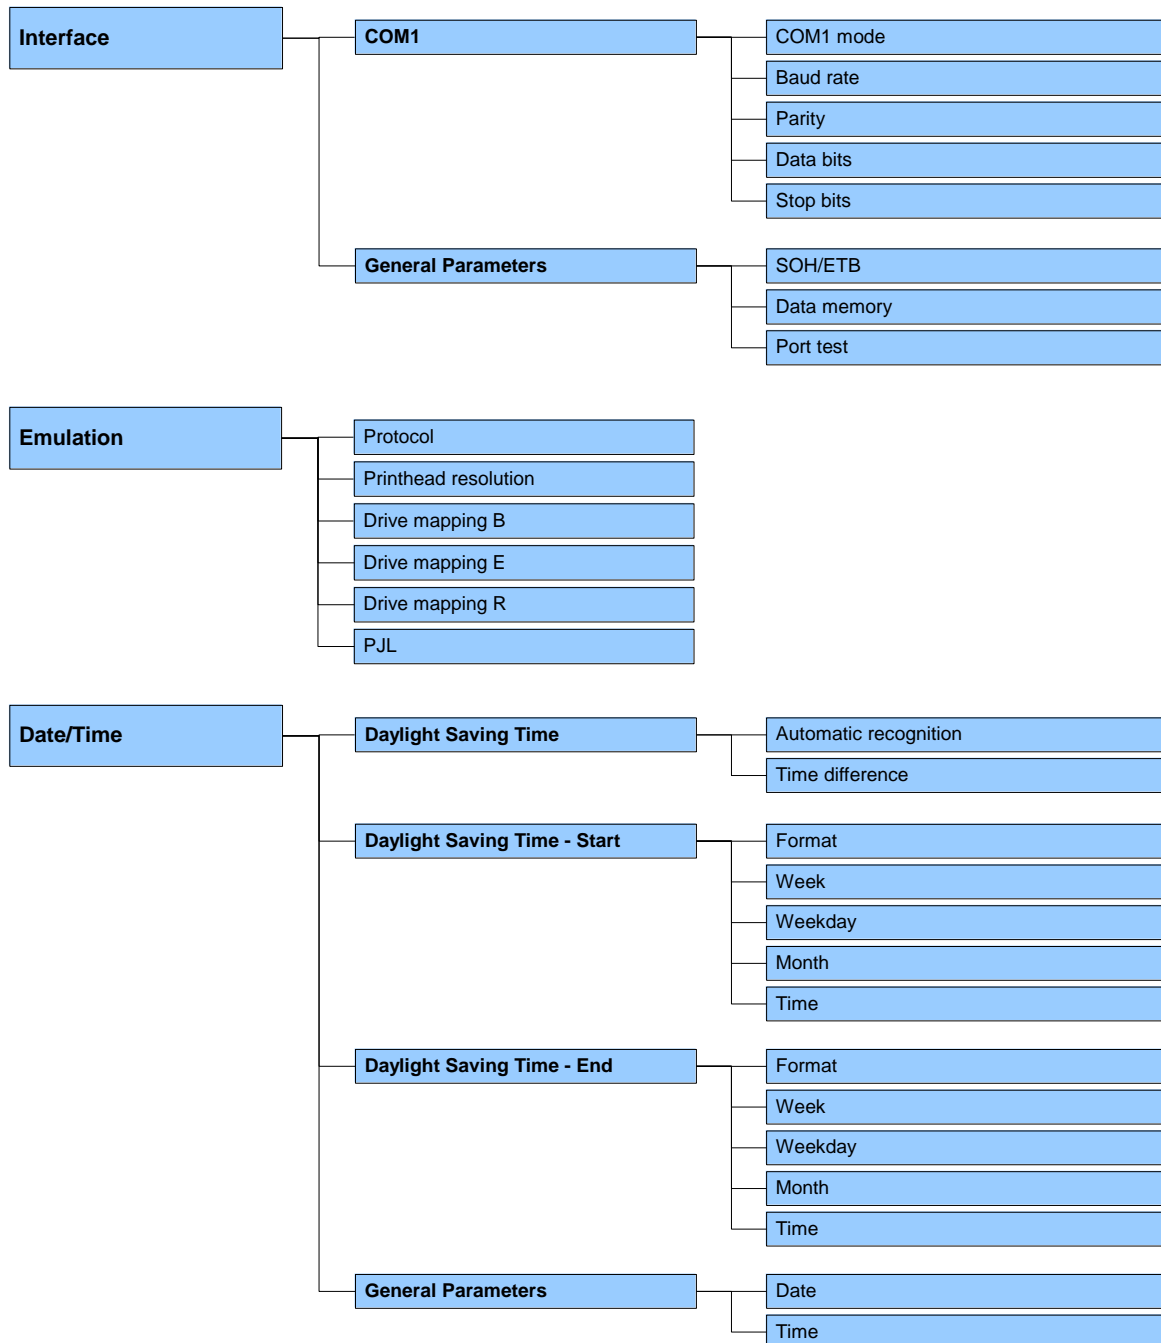 Interface
COM1
COM1 mode
Baud rate
Parity
Data bits
Stop bits
General Parameters
SOH/ETB
Data memory
Port test
Emulation
Protocol
Printhead resolution
Drive mapping B
Drive mapping E
Drive mapping R
PJL
Date/Time
Daylight Saving Time
Automatic recognition
Time difference
Daylight Saving Time - Start
Format
Week
Weekday
Month
Time
Daylight Saving Time - End
Format
Week
Weekday
Month
Time
General Parameters
Date
Time